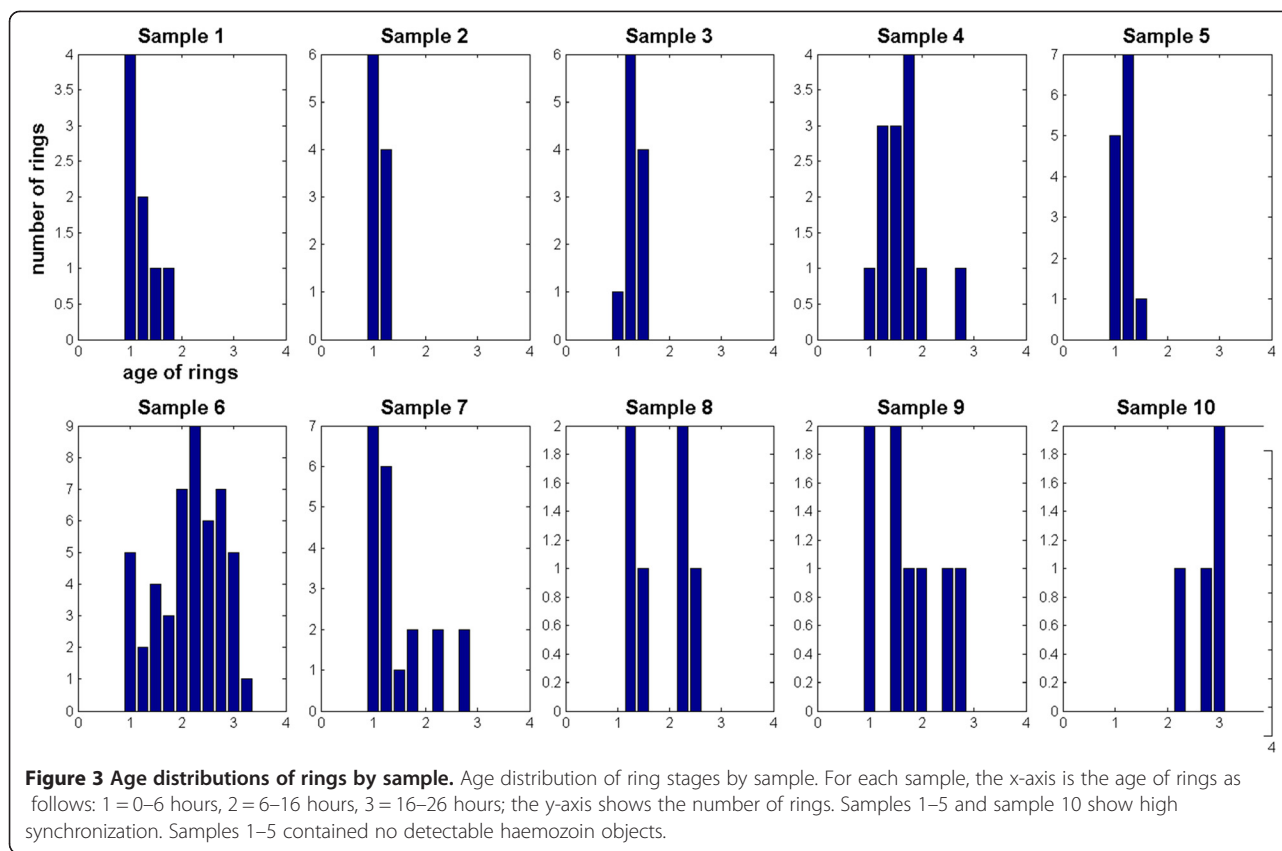 Sample 1 Sample 2 Sample 3 Sample 4 Sample 5
4 6 6 4 7
3.5 5 5 3.5 6
3 4 4 3 5
2.5 3 3 2.5 4
2 2 2 2 3
1.5 1 1 1.5 2
1 0 0 1 1
0.5 0.5 0
0 0
number of rings
0 1 2 3 4 0 1 2 3 4 0 1 2 3 4 0 1 2 3 4 0 1 2 3 4
age of rings
Sample 6 Sample 7 Sample 8 Sample 9 Sample 10
9 7 2 2 2
8 6 1.8 1.8 1.8
7 5 1.6 1.6 1.6
6 4 1.4 1.4 1.4
5 3 1.2 1.2 1.2
4 2 1 1 1
3 1 0.8 0.8 0.8
2 0 0.6 0.6 0.6
1 0.4 0.4 0.4
0 0.2 0.2 0.2
0 0 0
0 1 2 3 4 0 1 2 3 4 0 1 2 3 4 0 1 2 3 4 0 1 2 3 4
Figure 3 Age distributions of rings by sample. Age distribution of ring stages by sample. For each sample, the x-axis is the age of rings as
follows: 1 = 0–6 hours, 2 = 6–16 hours, 3 = 16–26 hours; the y-axis shows the number of rings. Samples 1–5 and sample 10 show high
synchronization. Samples 1–5 contained no detectable haemozoin objects.